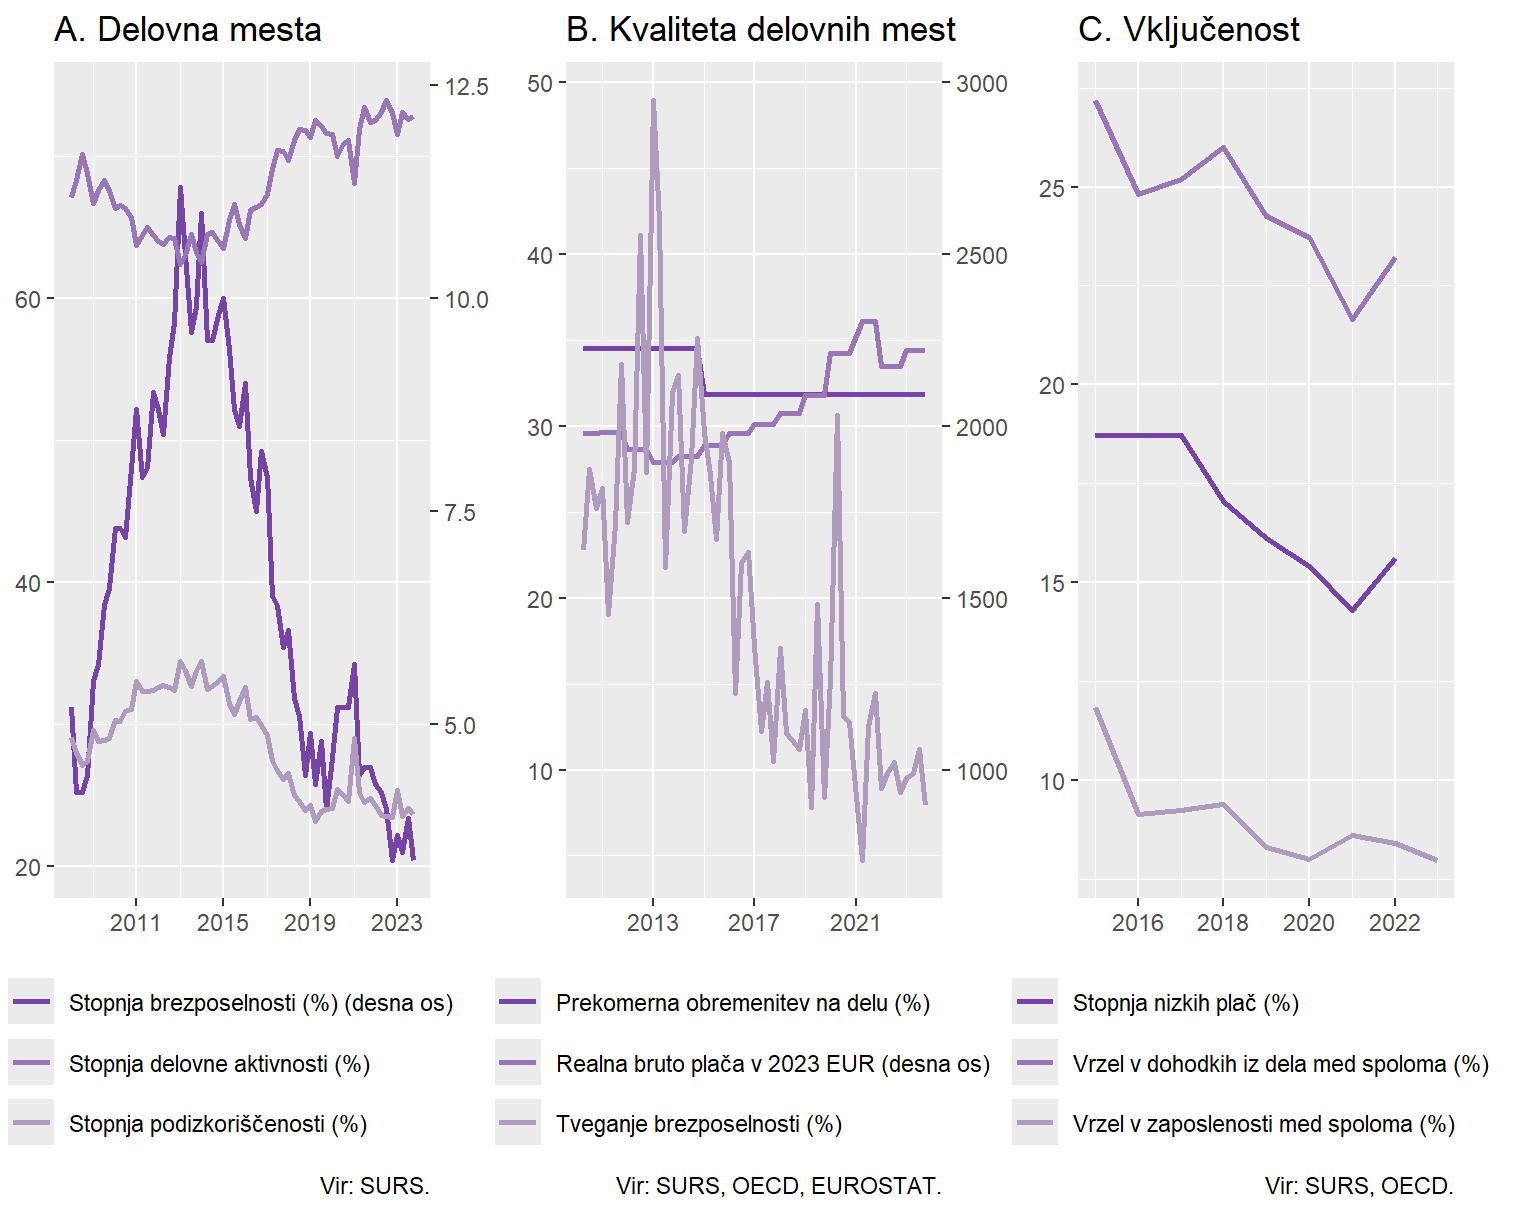 A. Delovna mesta
12.5
10.0
7.5
5.0
60
40
20
2011 2015 2019 2023
Stopnja brezposelnosti (%) (desna os)
Stopnja delovne aktivnosti (%)
Stopnja podizkoriščenosti (%)
Vir: SURS.
B. Kvaliteta delovnih mest
50
40
30
20
10
3000
2500
2000
1500
1000
2013 2017 2021
Prekomerna obremenitev na delu (%)
Realna bruto plača v 2023 EUR (desna os)
Tveganje brezposelnosti (%)
Vir: SURS, OECD, EUROSTAT.
C. Vključenost
25
20
15
10
2016 2018 2020 2022
Stopnja nizkih plač (%)
Vrzel v dohodkih iz dela med spoloma (%)
Vrzel v zaposlenosti med spoloma (%)
Vir: SURS, OECD.